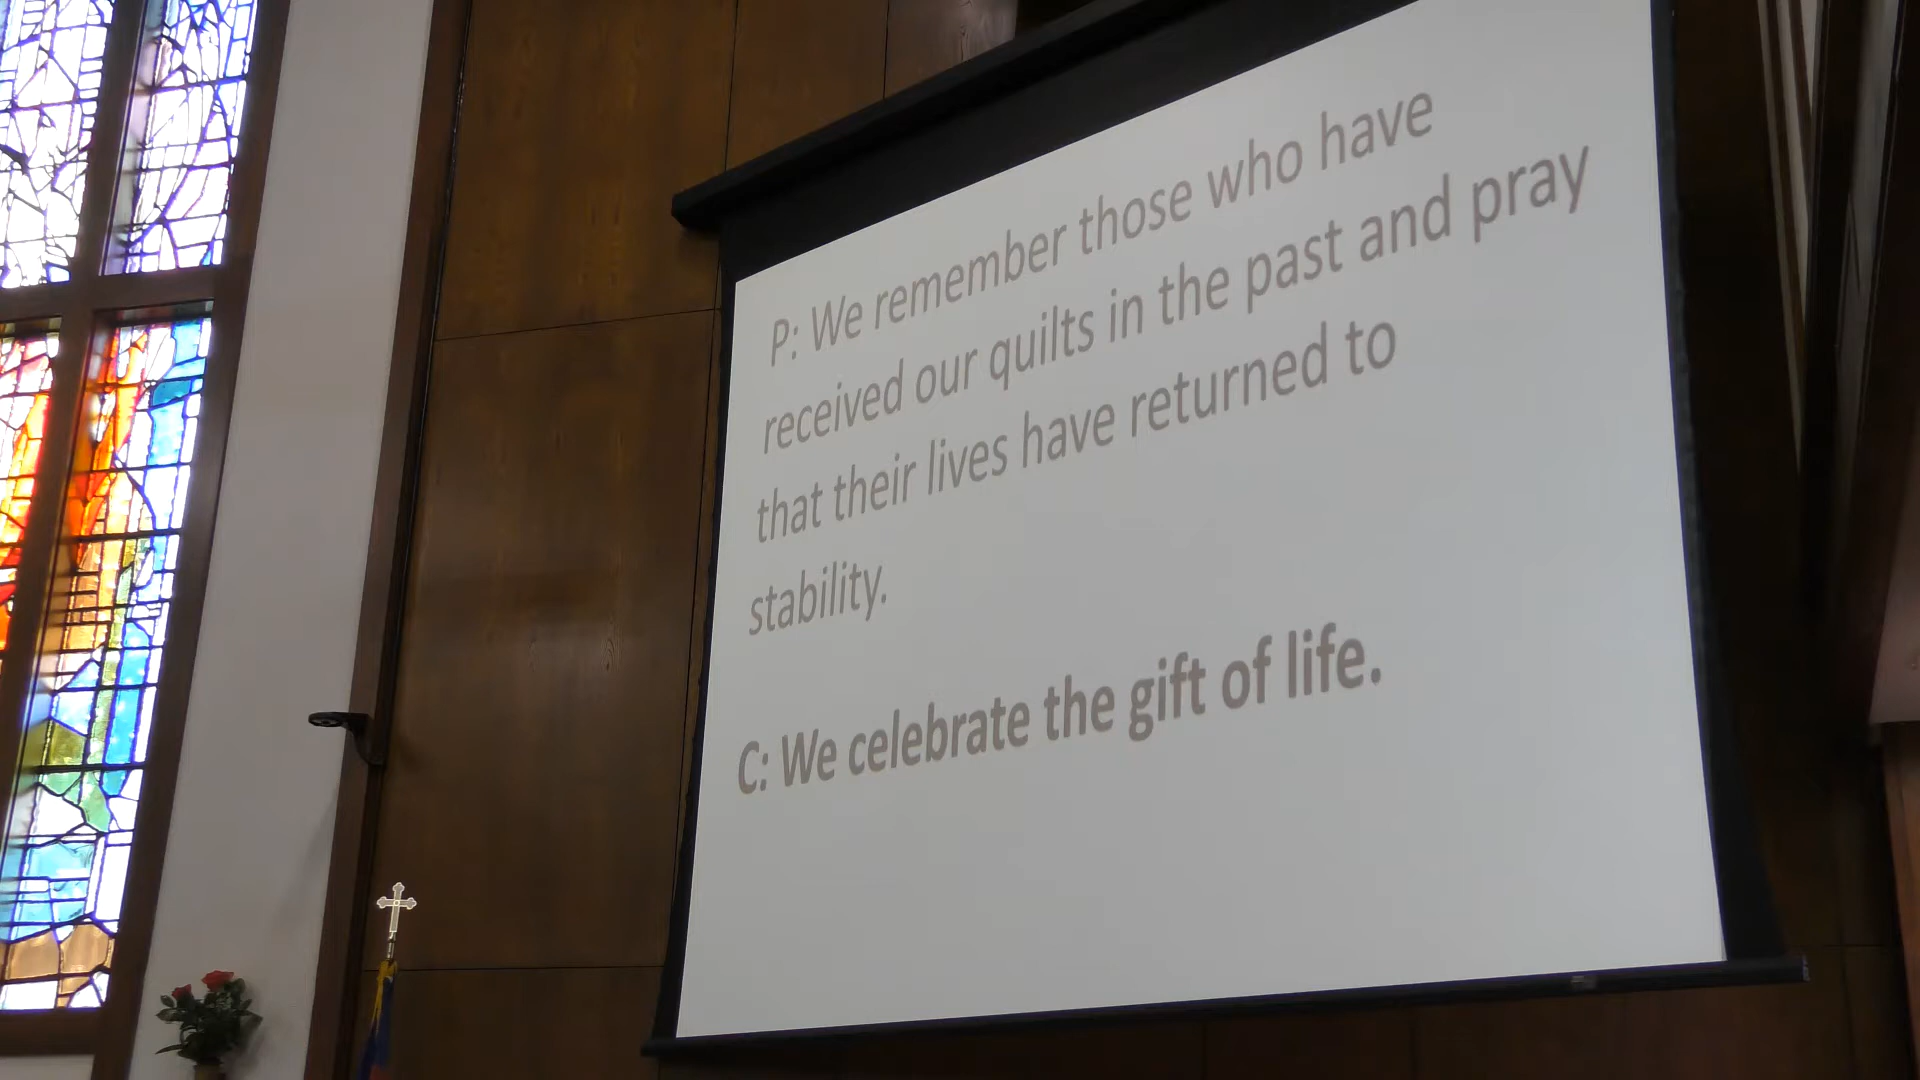 P: We remember those who have
received our quilts in the past and pray
that their lives have returned to
stability.
C: We celebrate the gift of life.